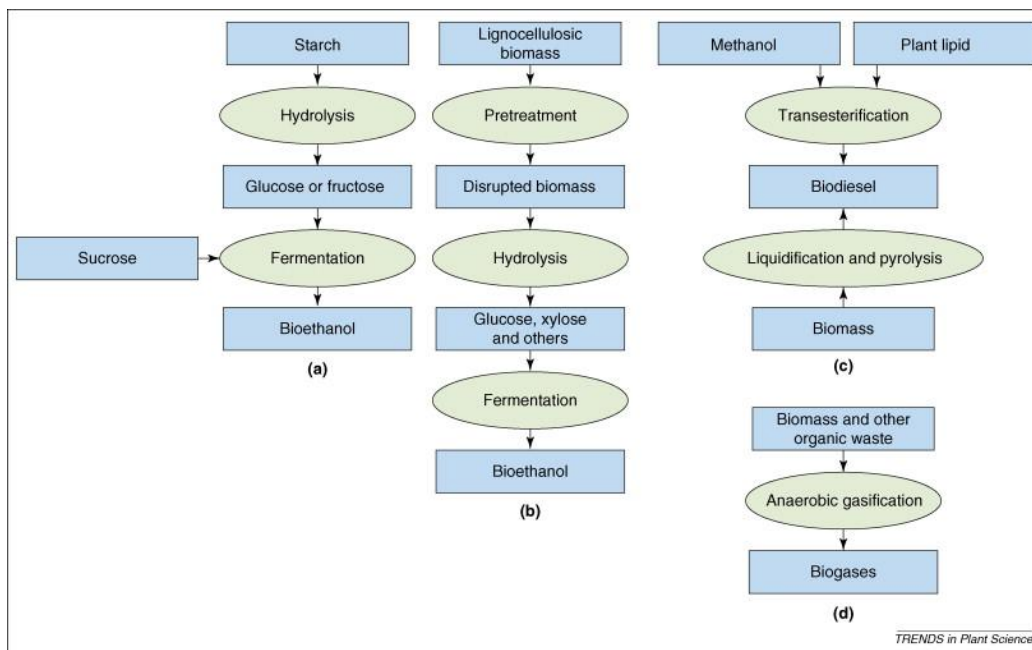 Starch
Hydrolysis
Glucose or fructose
Sucrose
Fermentation
Bioethanol
(a)
Lignocellulosic
biomass
Pretreatment
Disrupted biomass
Hydrolysis
Glucose, xylose
and others
Fermentation
Bioethanol
(b)
Methanol
Plant lipid
Transesterification
Biodiesel
Liquidification and pyrolysis
Biomass
(c)
Biomass and other
organic waste
Anaerobic gasification
Biogases
(d)
TRENDS in Plant Science